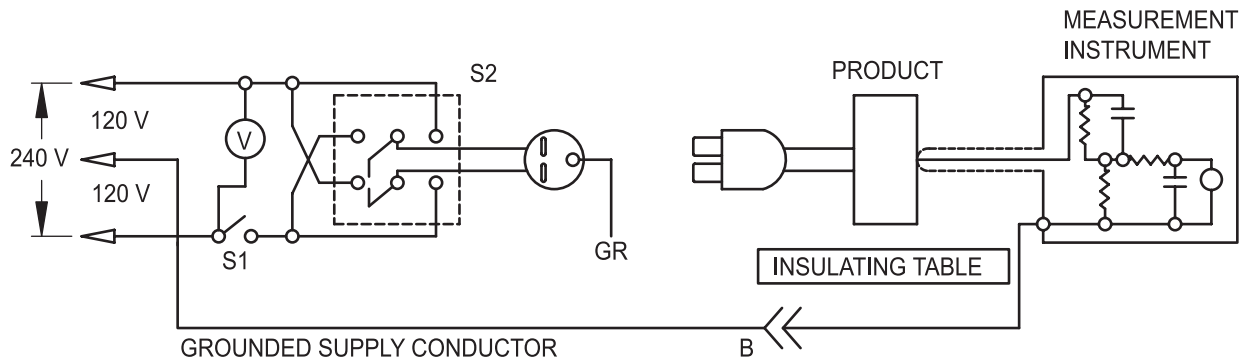 MEASUREMENT
INSTRUMENT
S2
PRODUCT
120 V
V
240 V
120 V
S1
GR
INSULATING TABLE
GROUNDED SUPPLY CONDUCTOR
B